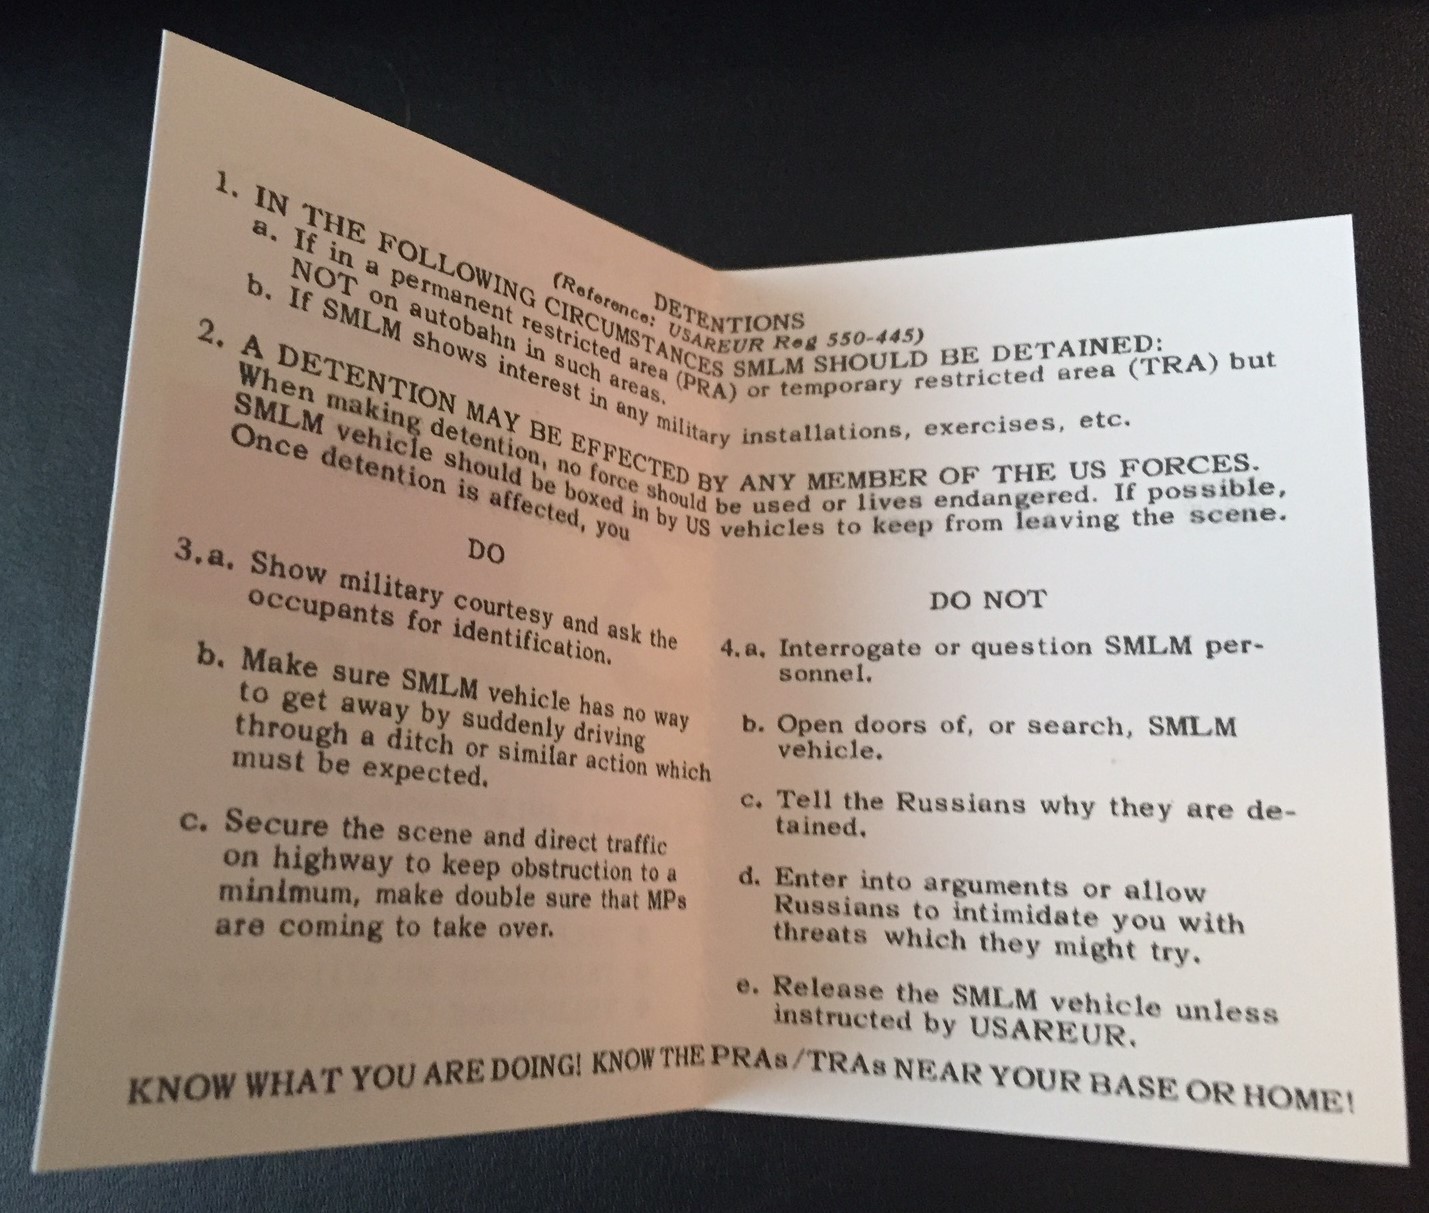 DETENTIONS
(Reference: USAREUR Reg 550-445)
1. IN THE FOLLOWING CIRCUMSTANCES SMLM SHOULD BE DETAINED:
a. If in a permanent restricted area (PRA) or temporary restricted area (TRA) but
NOT on autobahn in such areas.
b. If SMLM shows interest in any military installations, exercises, etc.
2. A DETENTION MAY BE EFFECTED BY ANY MEMBER OF THE US FORCES.
When making detention, no force should be used or lives endangered. If possible,
SMLM vehicle should be boxed in by US vehicles to keep from leaving the scene.
Once detention is affected, you
DO
3.a. Show military courtesy and ask the
occupants for identification.
b. Make sure SMLM vehicle has no way
to get away by suddenly driving
through a ditch or similar action which
must be expected.
c. Secure the scene and direct traffic
on highway to keep obstruction to a
minimum, make double sure that MPs
are coming to take over.
DO NOT
4.a. Interrogate or question SMLM per-
sonnel.
b. Open doors of, or search, SMLM
vehicle.
c. Tell the Russians why they are de-
tained.
d. Enter into arguments or allow
Russians to intimidate you with
threats which they might try.
e. Release the SMLM vehicle unless
instructed by USAREUR.
KNOW WHAT YOU ARE DOING! KNOW THE PRAs/TRAs NEAR YOUR BASE OR HOME!